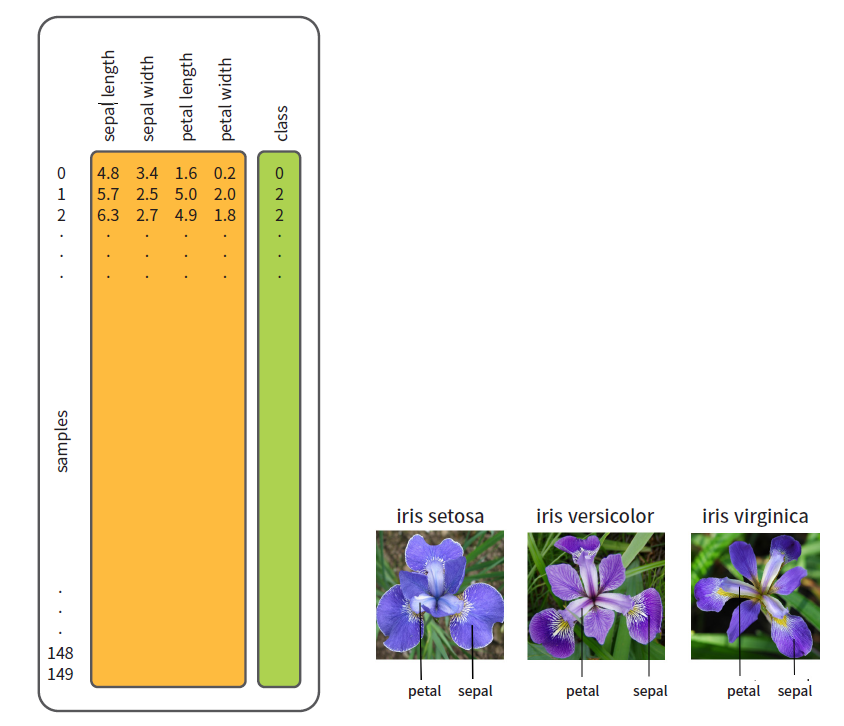 sepal length
sepal width
petal length
petal width
class
0 4.8 3.4 1.6 0.2 0
1 5.7 2.5 5.0 2.0 2
2 6.3 2.7 4.9 1.8 2
. . . . . .
. . . . . .
. . . . . .
samples
.
.
.
148
149
iris setosa
iris versicolor
iris virginica
petal
sepal
petal
sepal
petal
sepal